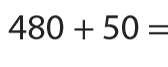 480 + 50 =